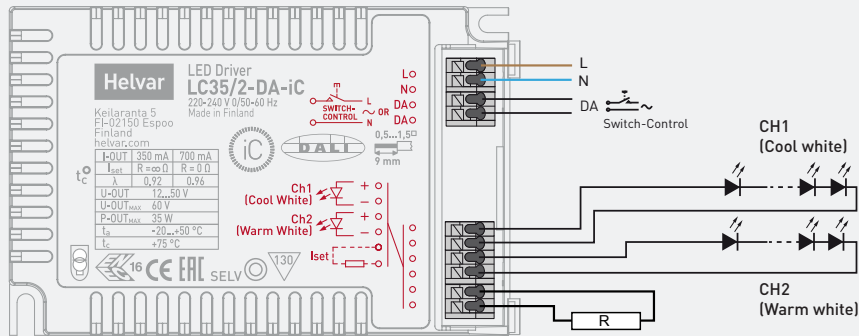 Helvar
LED Driver
LC35/2-DA-iC
220-240 V 0/50-60 Hz
Made in Finland
Keilaranta 5
FI-02150 Espoo
Finland
helvar.com
I-OUT 350 mA 700 mA
Iset R=∞ Ω R=0 Ω
λ 0.92 0.96
U-OUT 12...50 V
U-OUTMAX 60 V
P-OUTMAX 35 W
ta -20...+50 °C
tc +75 °C
tc
m
L
SWITCH-
CONTROL
N
~ OR
L
N
DA
DA
iC
DALI
0,5...1,5
9 mm
Ch1
(Cool White)
+
-
Ch2
(Warm White)
+
-
Iset
16 CE EAC SELV 130
L
N
DA ~
Switch-Control
CH1
(Cool white)
CH2
(Warm white)
R